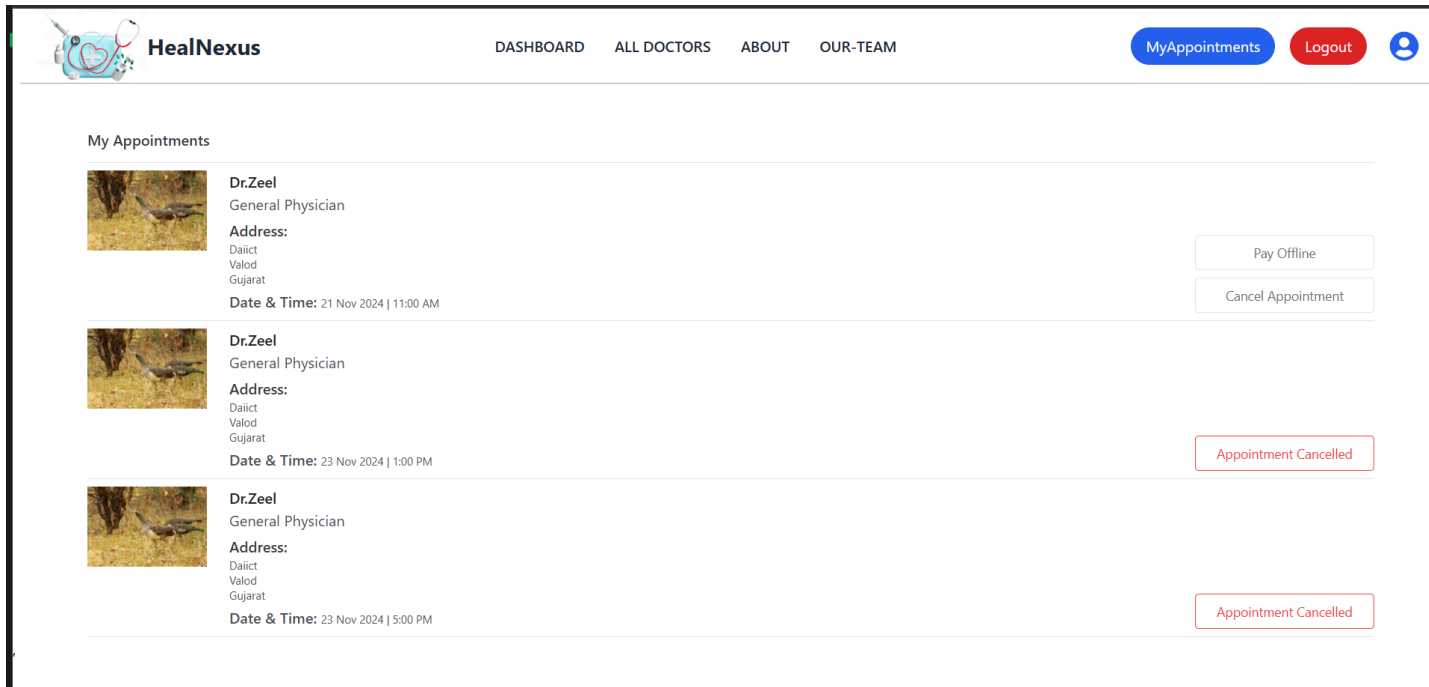 HealNexus
DASHBOARD ALL DOCTORS ABOUT OUR-TEAM
MyAppointments Logout
My Appointments
Dr.Zeel
General Physician
Address:
Daiict
Valod
Gujarat
Date & Time: 21 Nov 2024 | 11:00 AM
Pay Offline
Cancel Appointment
Dr.Zeel
General Physician
Address:
Daiict
Valod
Gujarat
Date & Time: 23 Nov 2024 | 1:00 PM
Appointment Cancelled
Dr.Zeel
General Physician
Address:
Daiict
Valod
Gujarat
Date & Time: 23 Nov 2024 | 5:00 PM
Appointment Cancelled
,